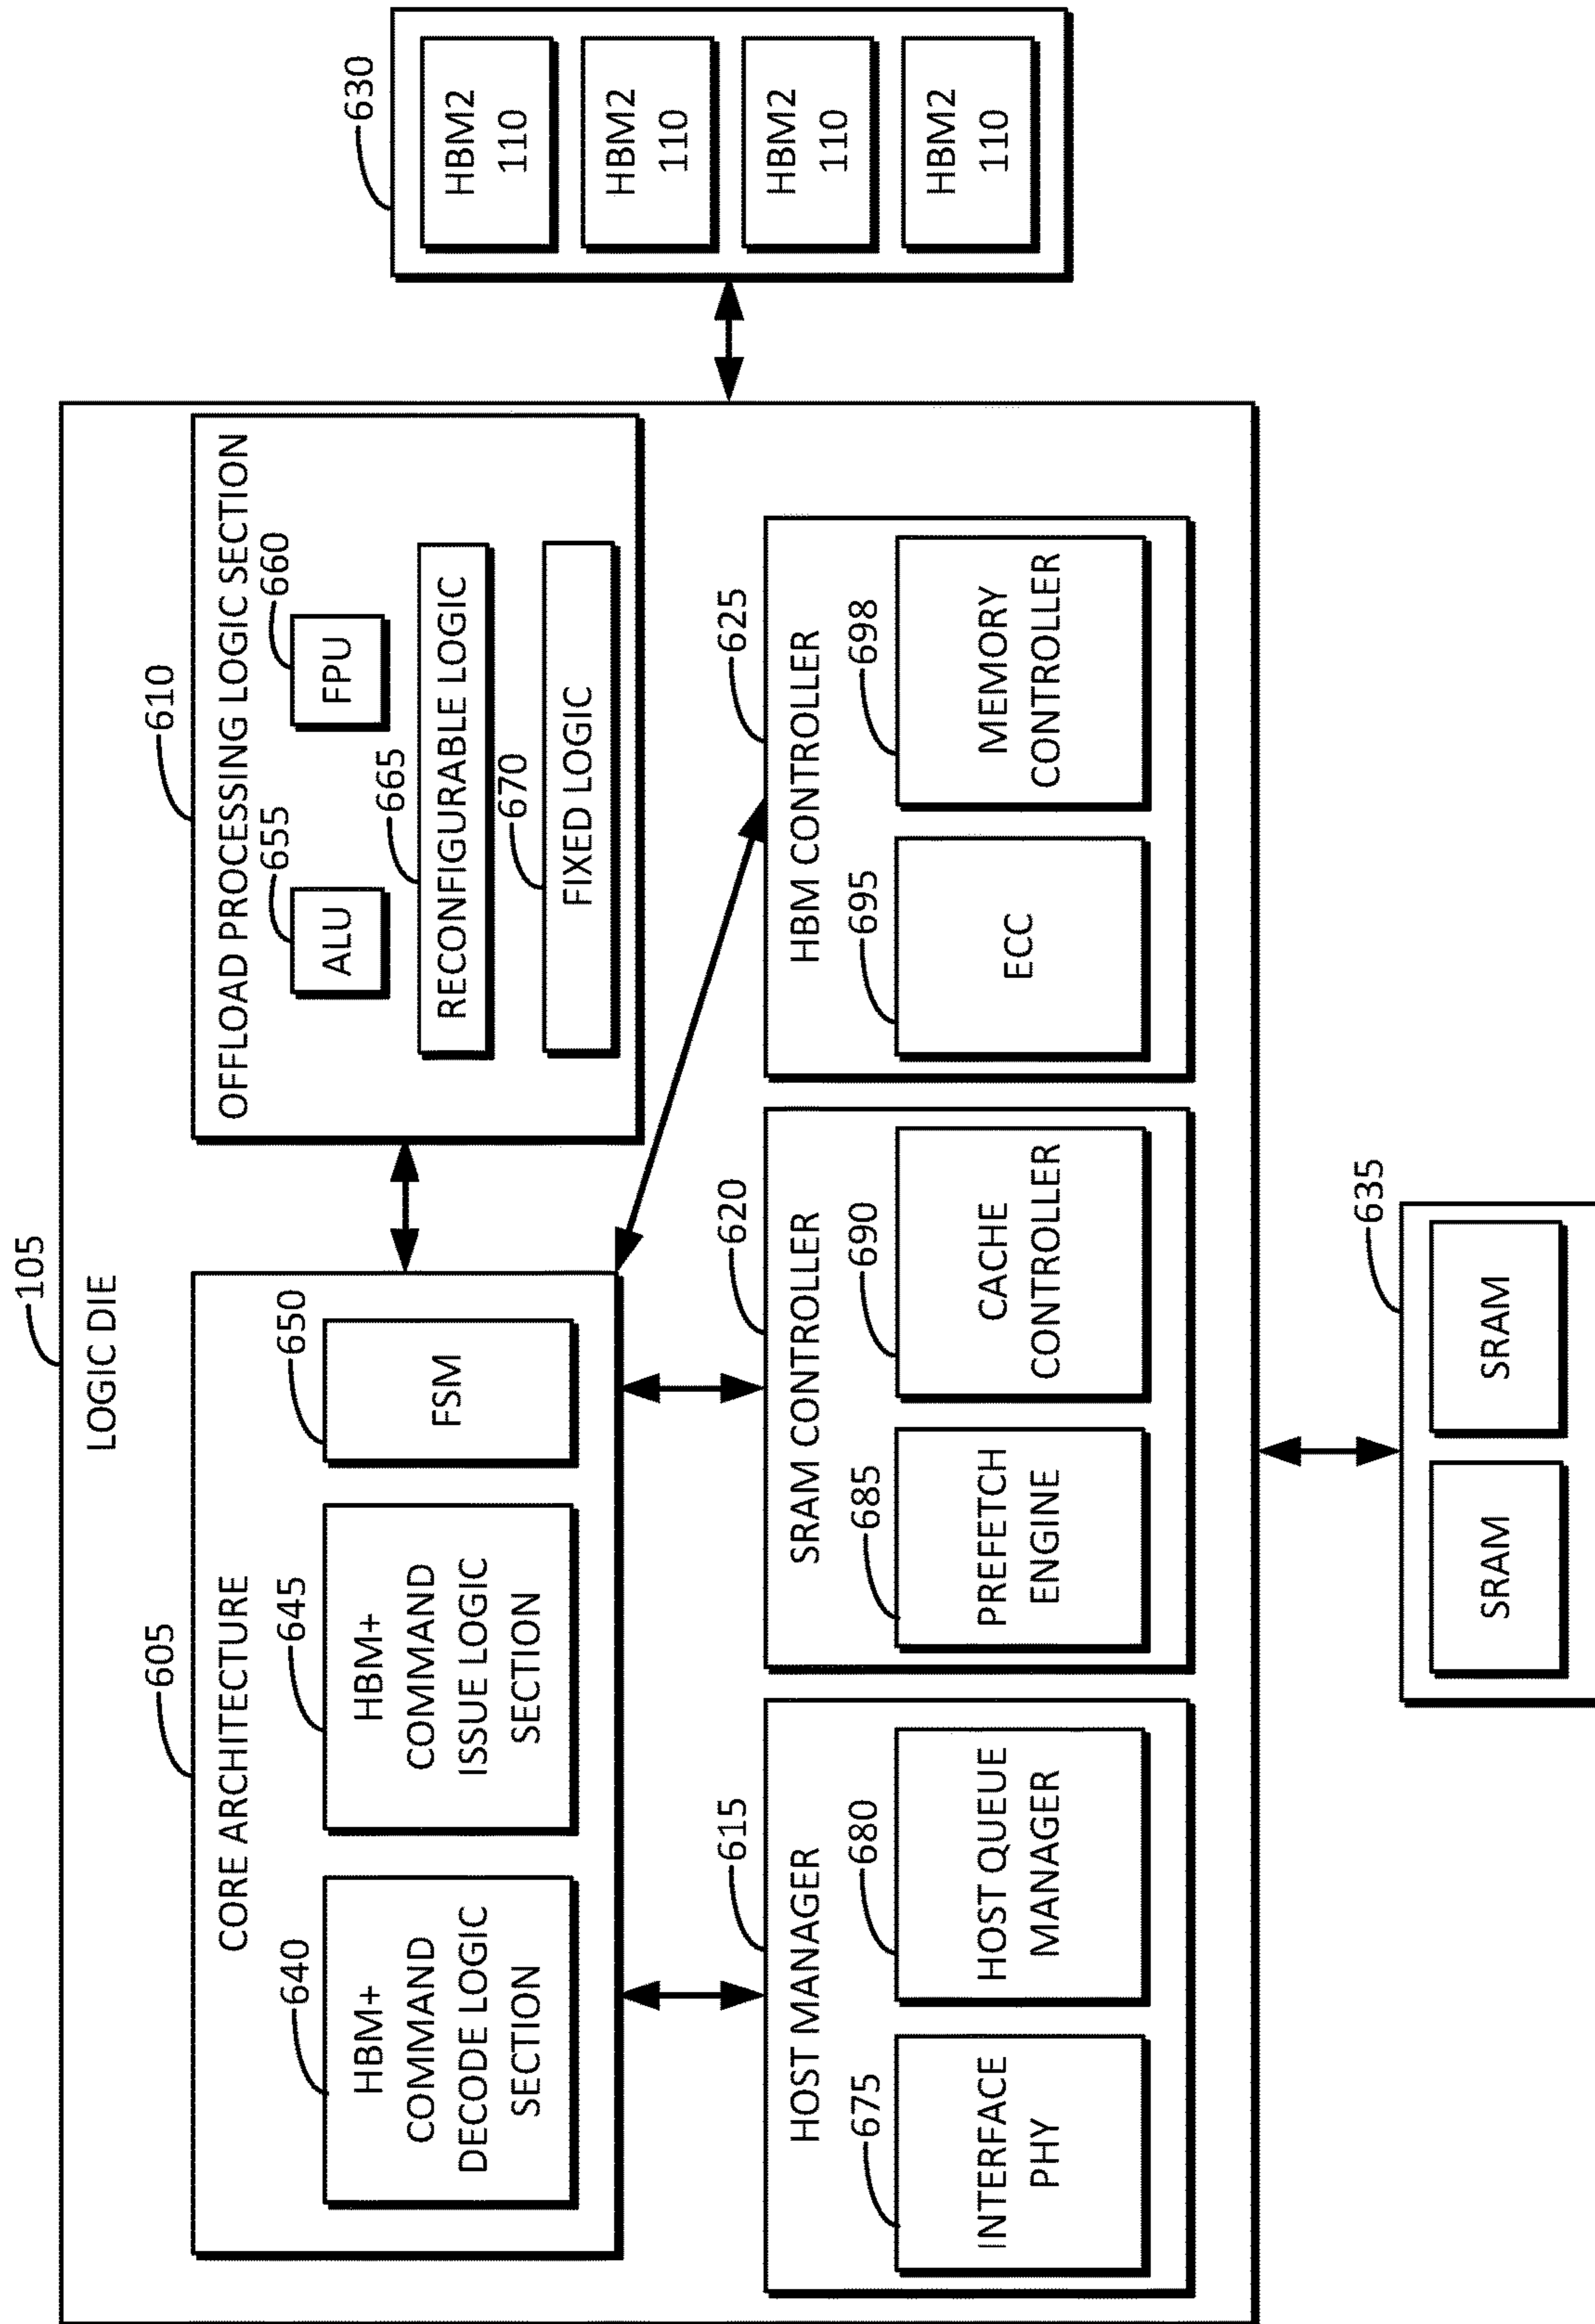 105
LOGIC DIE
605
CORE ARCHITECTURE
640
HBM+
COMMAND
DECODE LOGIC
SECTION
645
HBM+
COMMAND
ISSUE LOGIC
SECTION
650
FSM
610
OFFLOAD PROCESSING LOGIC SECTION
655
ALU
660
FPU
665
RECONFIGURABLE LOGIC
670
FIXED LOGIC
615
HOST MANAGER
675
INTERFACE
PHY
680
HOST QUEUE
MANAGER
620
SRAM CONTROLLER
685
PREFETCH
ENGINE
690
CACHE
CONTROLLER
625
HBM CONTROLLER
695
ECC
698
MEMORY
CONTROLLER
630
HBM2
110
HBM2
110
HBM2
110
HBM2
110
635
SRAM
SRAM